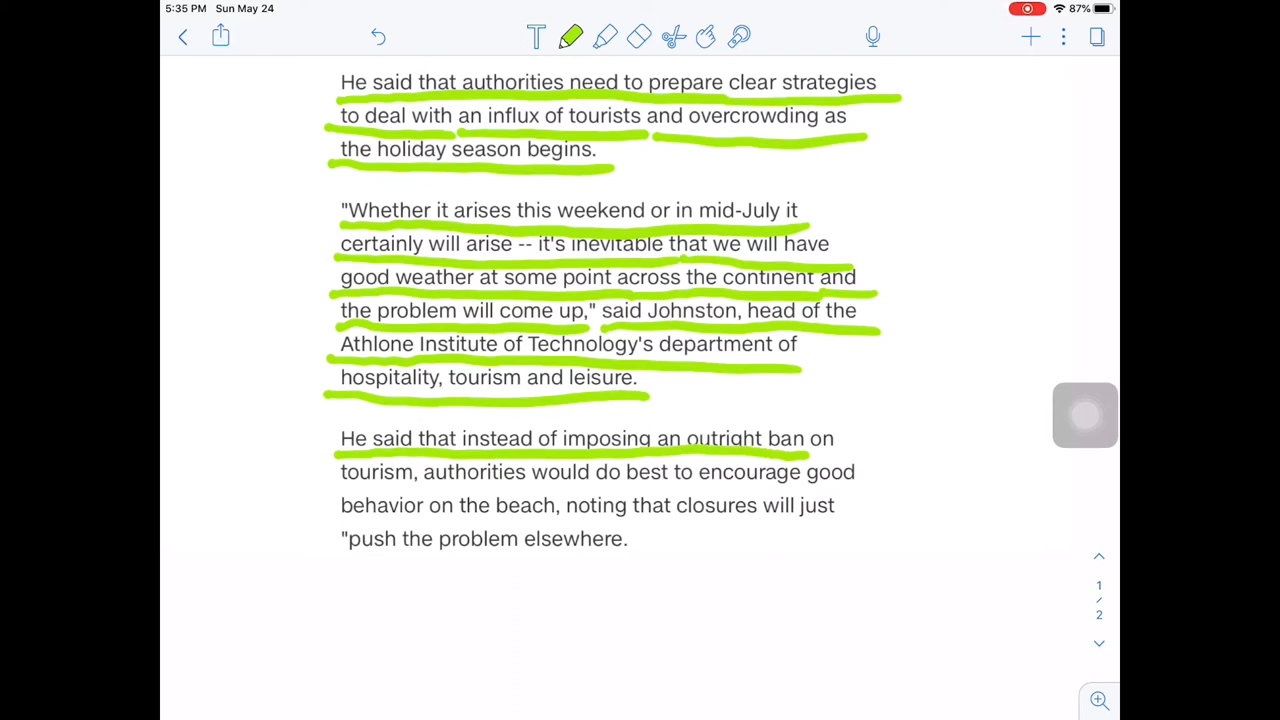 5:35 PM Sun May 24
87%
He said that authorities need to prepare clear strategies
to deal with an influx of tourists and overcrowding as
the holiday season begins.
"Whether it arises this weekend or in mid-July it
certainly will arise -- it's inevitable that we will have
good weather at some point across the continent and
the problem will come up," said Johnston, head of the
Athlone Institute of Technology's department of
hospitality, tourism and leisure.
He said that instead of imposing an outright ban on
tourism, authorities would do best to encourage good
behavior on the beach, noting that closures will just
"push the problem elsewhere.
1
/
2